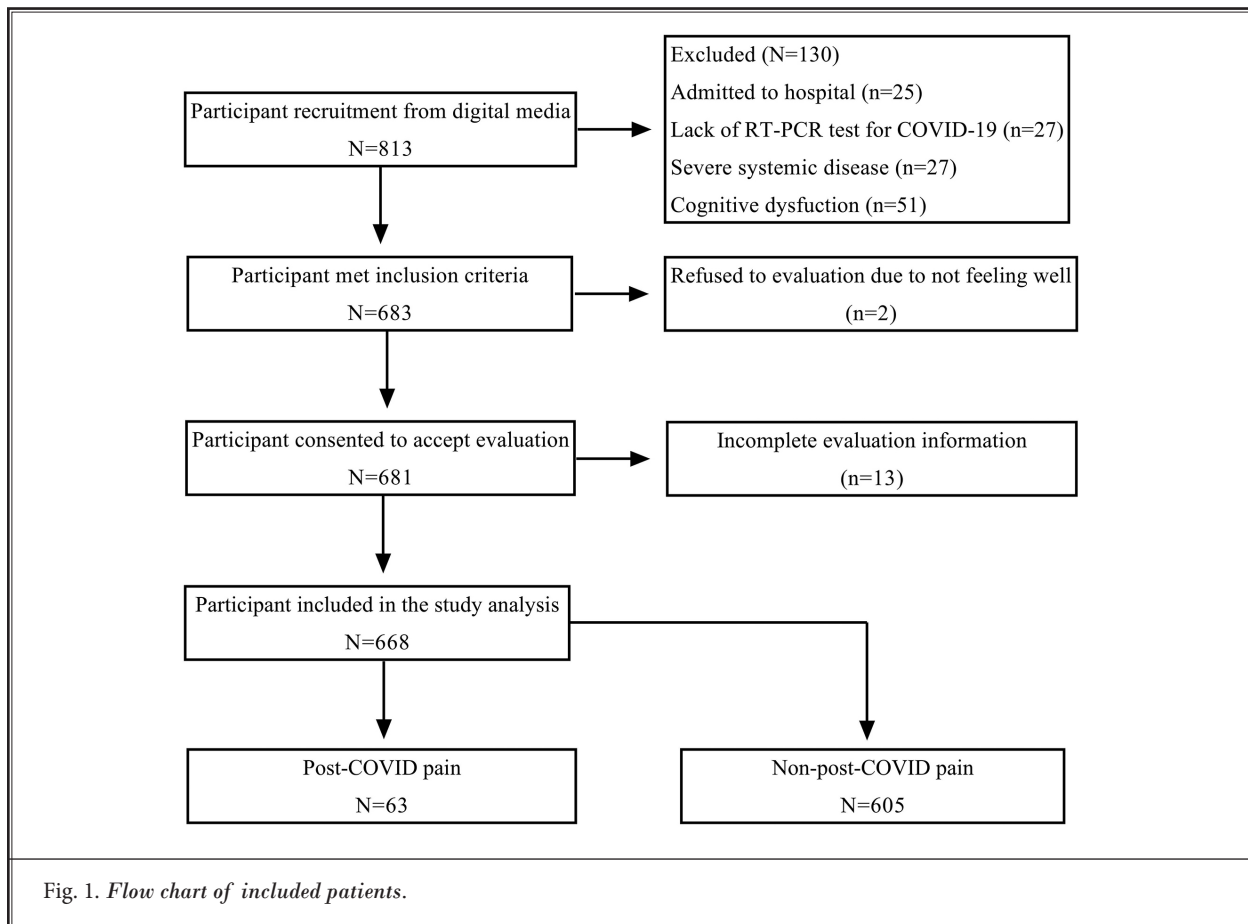 Participant recruitment from digital media
N=813
Excluded (N=130)
Admitted to hospital (n=25)
Lack of RT-PCR test for COVID-19 (n=27)
Severe systemic disease (n=27)
Cognitive dysfuction (n=51)
Participant met inclusion criteria
N=683
Refused to evaluation due to not feeling well
(n=2)
Participant consented to accept evaluation
N=681
Incomplete evaluation information
(n=13)
Participant included in the study analysis
N=668
Post-COVID pain
N=63
Non-post-COVID pain
N=605
Fig. 1. Flow chart of included patients.